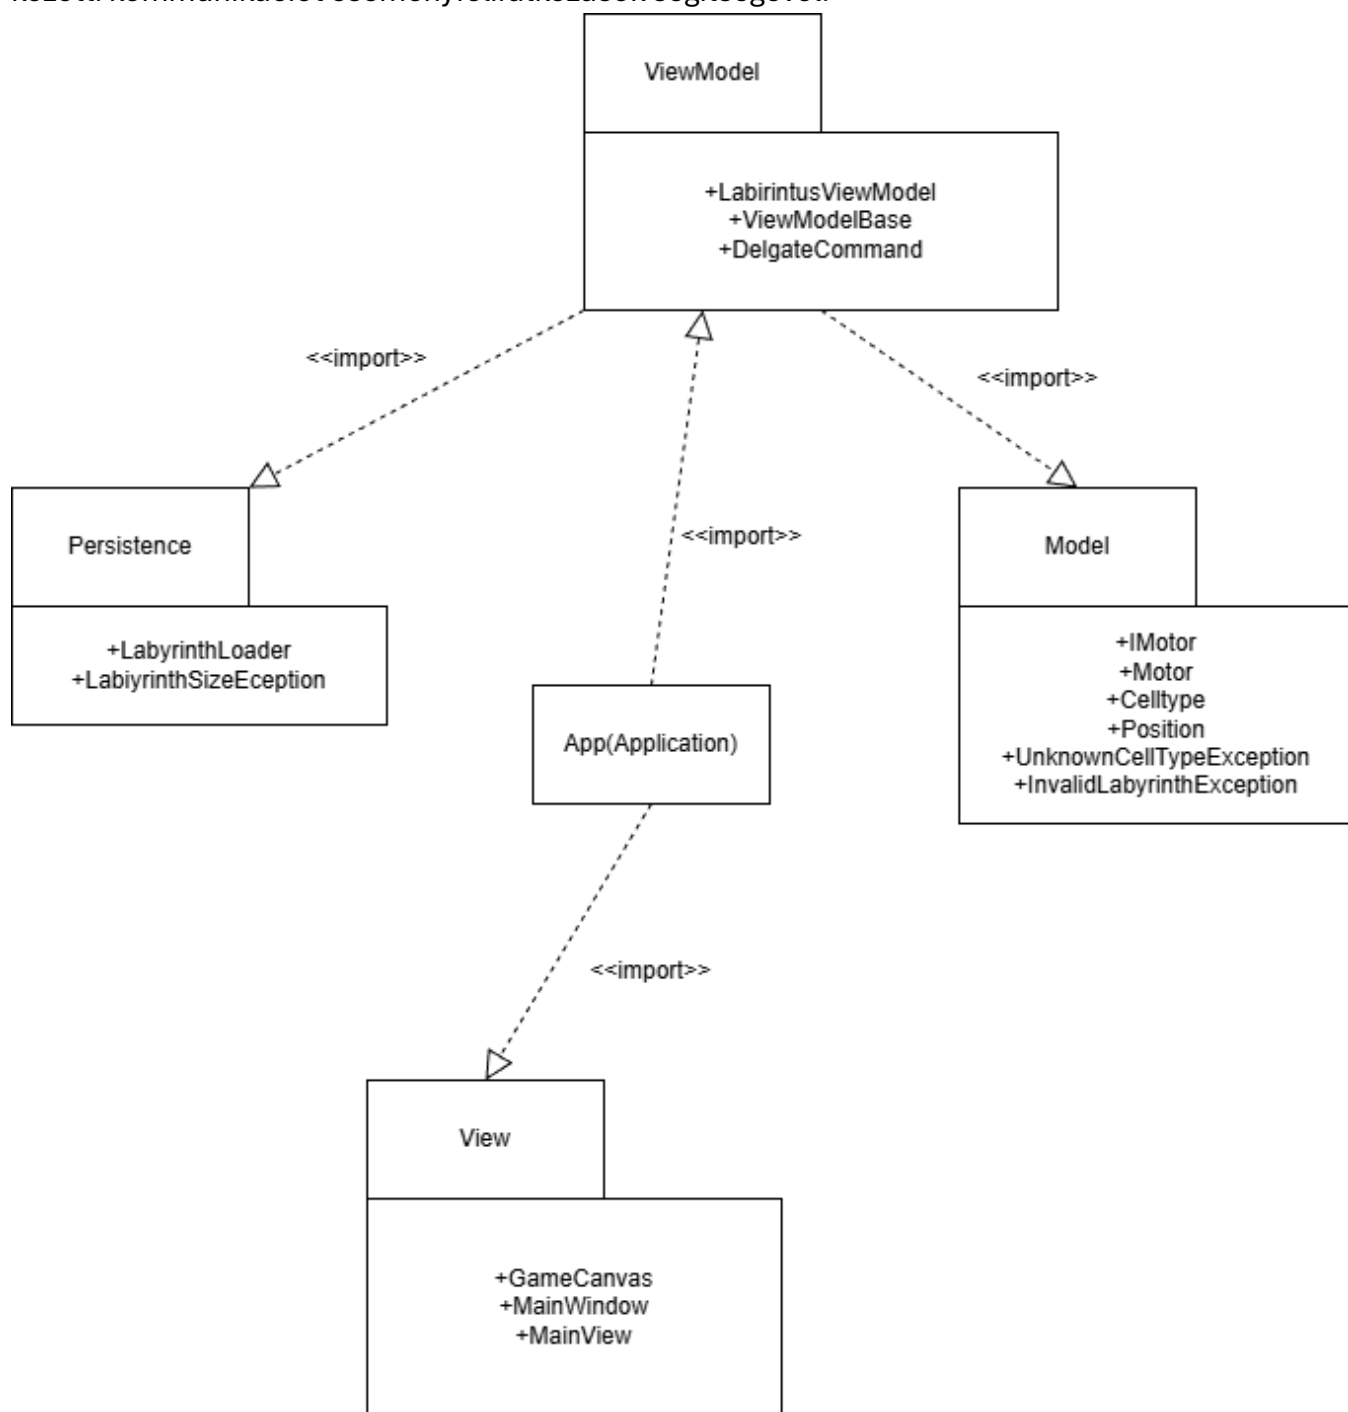 ViewModel
+LabirintusViewModel
+ViewModelBase
+DelgateCommand
<<import>>
<<import>>
<<import>>
Persistence
+LabyrinthLoader
+LabiyrinthSizeEception
Model
+IMotor
+Motor
+Celltype
+Position
+UnknownCellTypeException
+InvalidLabyrinthException
App(Application)
<<import>>
View
+GameCanvas
+MainWindow
+MainView